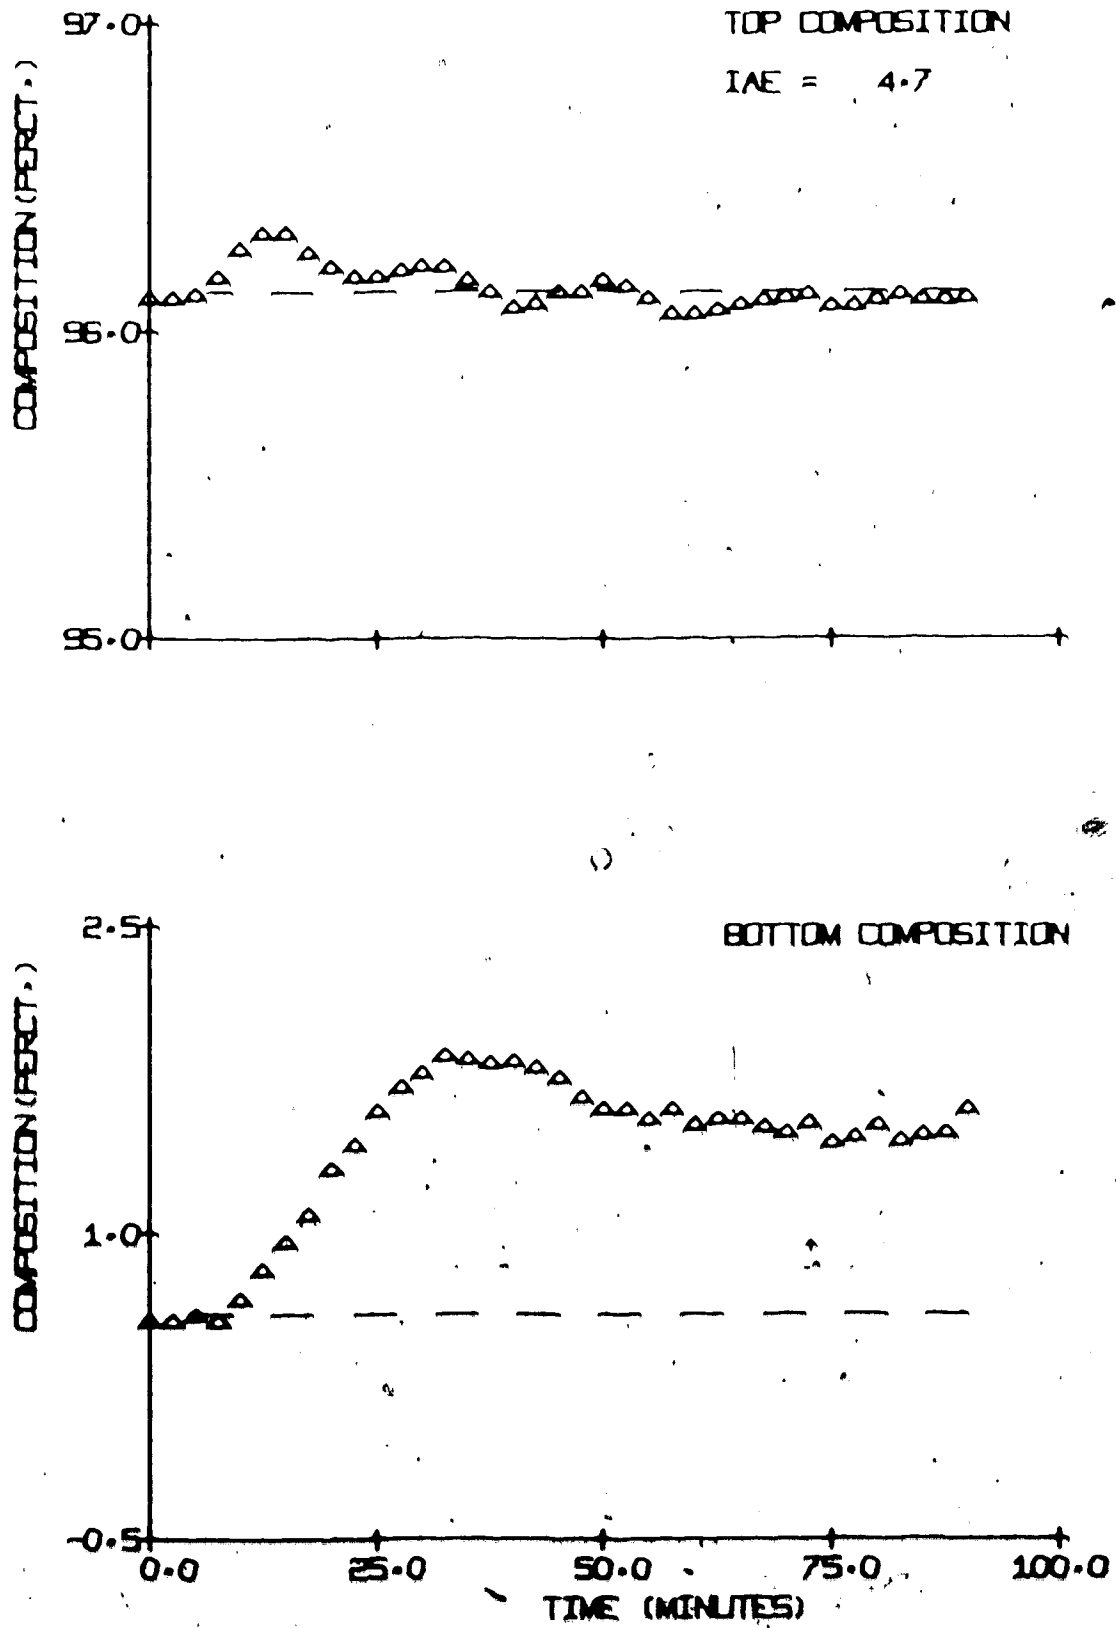 97.0
TOP COMPOSITION
IAE = 4.7
COMPOSITION (PERCT.)
96.0
95.0
2.5
BOTTOM COMPOSITION
COMPOSITION (PERCT.)
1.0
-0.5
0.0 25.0 50.0 75.0 100.0
TIME (MINUTES)